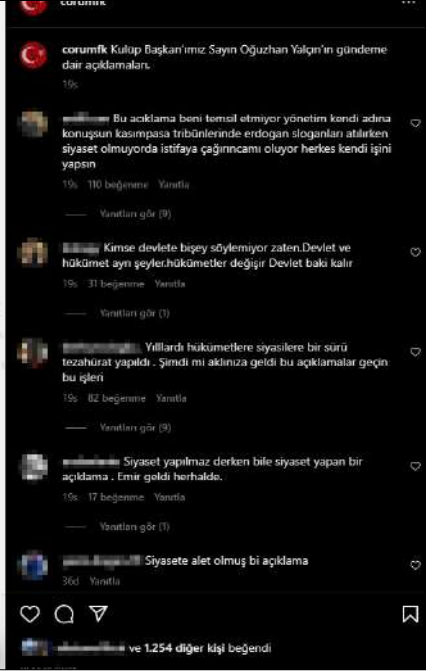 corumfk
corumfk Kulüp Başkan'ımız Sayın Oğuzhan Yalçın'ın gündeme
dair açıklamaları.
19s
Bu acıklama beni temsil etmiyor yönetim kendi adına
konuşsun kasımpasa tribünlerinde erdogan sloganları atılırken
siyaset olmuyorda istifaya çağırıncamı oluyor herkes kendi işini
yapsın
19s 110 beğenme Yanıtla
Yanıtları gör (9)
Kimse devlete bişey söylemiyor zaten.Devlet ve
hükümet ayrı şeyler.hükümetler değişir Devlet baki kalır
19s 31 beğenme Yanıtla
Yanıtları gör (1)
Yılllardı hükümetlere siyasilere bir sürü
tezahürat yapıldı . Şimdi mi aklınıza geldi bu açıklamalar geçin
bu işleri
19s 82 beğenme Yanıtla
Yanıtları gör (9)
Siyaset yapılmaz derken bile siyaset yapan bir
açıklama . Emir geldi herhalde.
19s 17 beğenme Yanıtla
Yanıtları gör (1)
Siyasete alet olmuş bi açıklama
36d Yanıtla
ve 1.254 diğer kişi beğendi